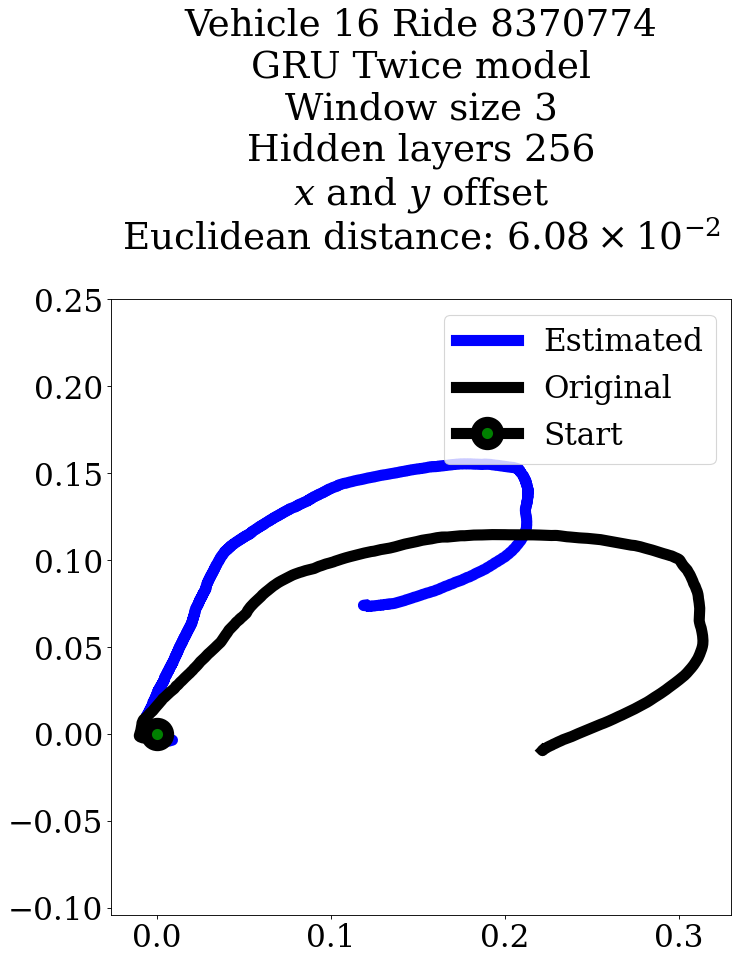 Vehicle 16 Ride 8370774
GRU Twice model
Window size 3
Hidden layers 256
x and y offset
Euclidean distance: 6.08 × 10⁻²
Estimated
Original
Start
0.25
0.20
0.15
0.10
0.05
0.00
−0.05
−0.10
0.0 0.1 0.2 0.3